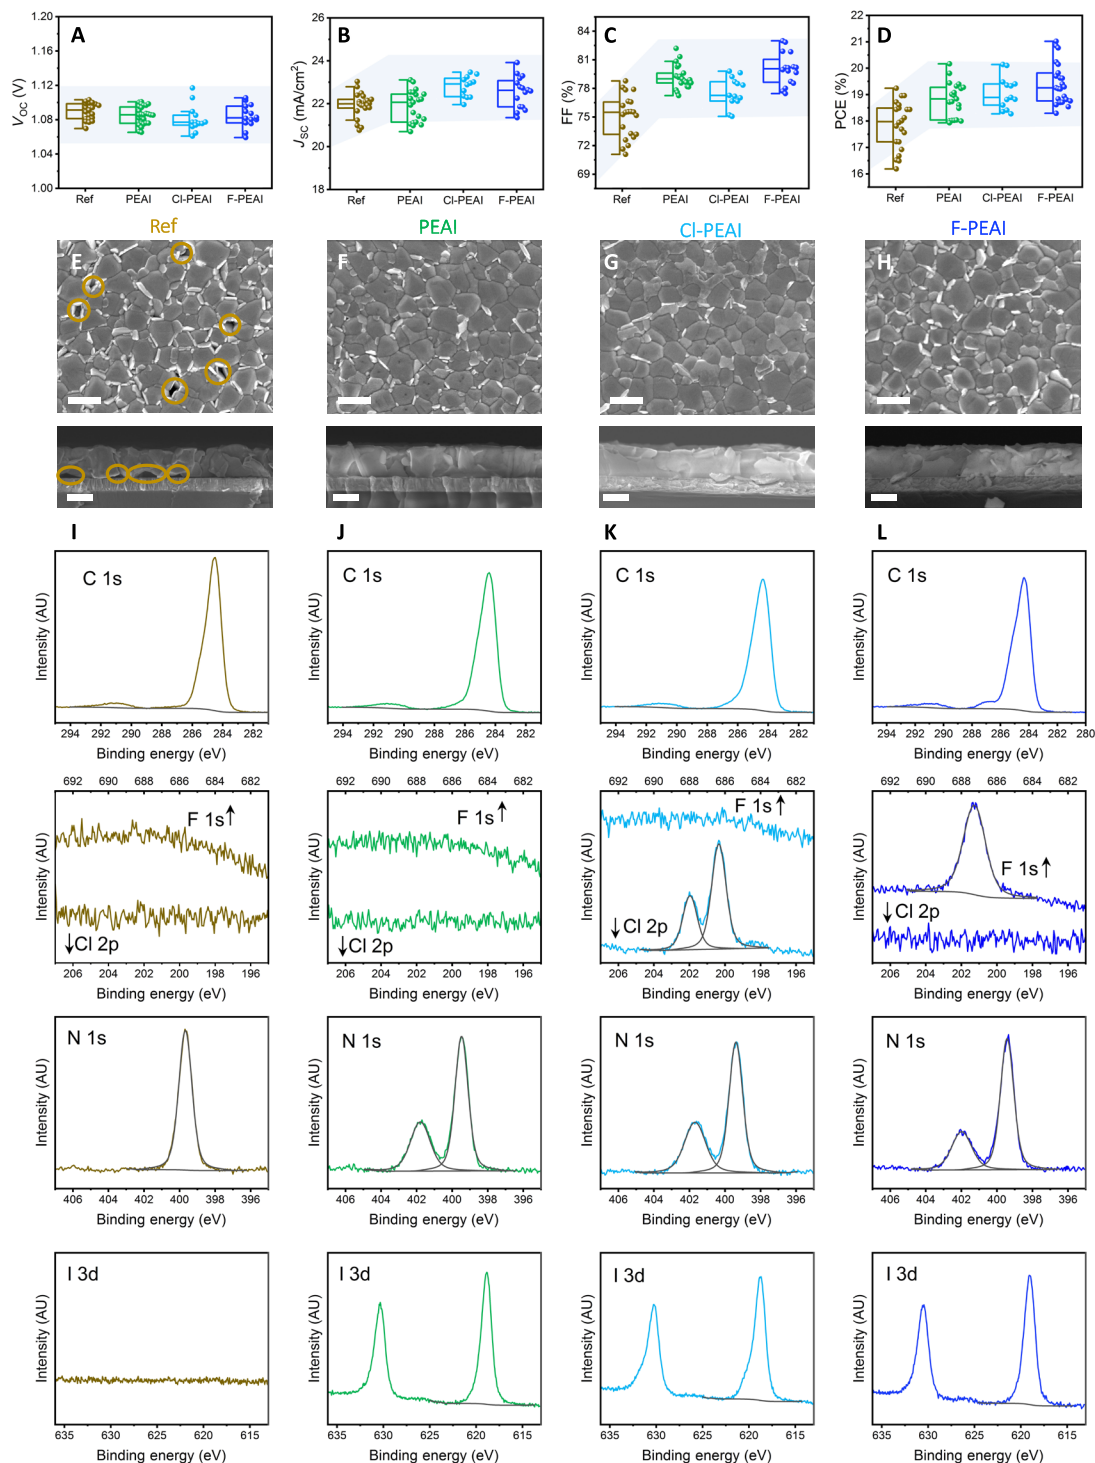 A
B
C
D
1.20
1.16
1.12
1.08
1.04
1.00
V_OC (V)
Ref
PEAI
Cl-PEAI
F-PEAI
26
24
22
20
18
J_SC (mA/cm²)
Ref
PEAI
Cl-PEAI
F-PEAI
84
81
78
75
72
69
FF (%)
Ref
PEAI
Cl-PEAI
F-PEAI
22
21
20
19
18
17
16
PCE (%)
Ref
PEAI
Cl-PEAI
F-PEAI
Ref
PEAI
Cl-PEAI
F-PEAI
E
F
G
H
I
J
K
L
C 1s
Intensity (AU)
294 292 290 288 286 284 282
Binding energy (eV)
C 1s
Intensity (AU)
294 292 290 288 286 284 282
Binding energy (eV)
C 1s
Intensity (AU)
294 292 290 288 286 284 282
Binding energy (eV)
C 1s
Intensity (AU)
294 292 290 288 286 284 282 280
Binding energy (eV)
692 690 688 686 684 682
F 1s↑
↓Cl 2p
Intensity (AU)
206 204 202 200 198 196
Binding energy (eV)
692 690 688 686 684 682
F 1s↑
↓Cl 2p
Intensity (AU)
206 204 202 200 198 196
Binding energy (eV)
692 690 688 686 684 682
F 1s↑
↓Cl 2p
Intensity (AU)
206 204 202 200 198 196
Binding energy (eV)
692 690 688 686 684 682
F 1s↑
↓Cl 2p
Intensity (AU)
206 204 202 200 198 196
Binding energy (eV)
N 1s
Intensity (AU)
406 404 402 400 398 396
Binding energy (eV)
N 1s
Intensity (AU)
406 404 402 400 398 396
Binding energy (eV)
N 1s
Intensity (AU)
406 404 402 400 398 396
Binding energy (eV)
N 1s
Intensity (AU)
406 404 402 400 398 396
Binding energy (eV)
I 3d
Intensity (AU)
635 630 625 620 615
Binding energy (eV)
I 3d
Intensity (AU)
635 630 625 620 615
Binding energy (eV)
I 3d
Intensity (AU)
635 630 625 620 615
Binding energy (eV)
I 3d
Intensity (AU)
635 630 625 620 615
Binding energy (eV)